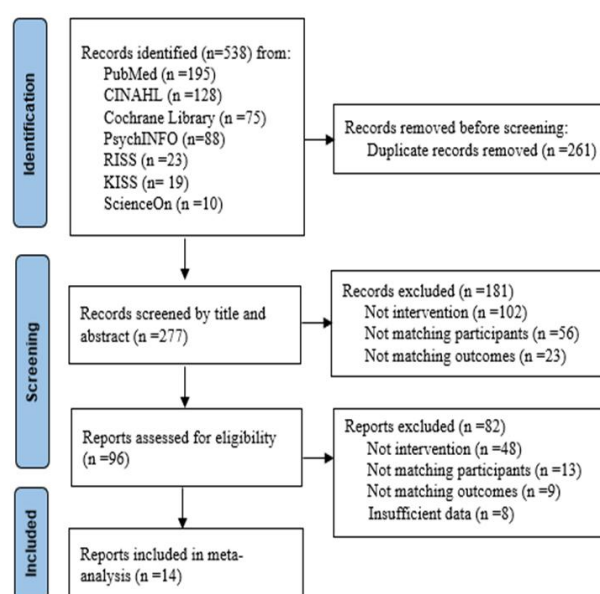 Identification
Records identified (n=538) from:
PubMed (n =195)
CINAHL (n =128)
Cochrane Library (n =75)
PsychINFO (n=88)
RISS (n =23)
KISS (n= 19)
ScienceOn (n =10)
Records removed before screening:
Duplicate records removed (n =261)
Screening
Records screened by title and
abstract (n =277)
Records excluded (n =181)
Not intervention (n =102)
Not matching participants (n =56)
Not matching outcomes (n =23)
Reports assessed for eligibility
(n =96)
Reports excluded (n =82)
Not intervention (n =48)
Not matching participants (n =13)
Not matching outcomes (n =9)
Insufficient data (n =8)
Included
Reports included in meta-
analysis (n =14)